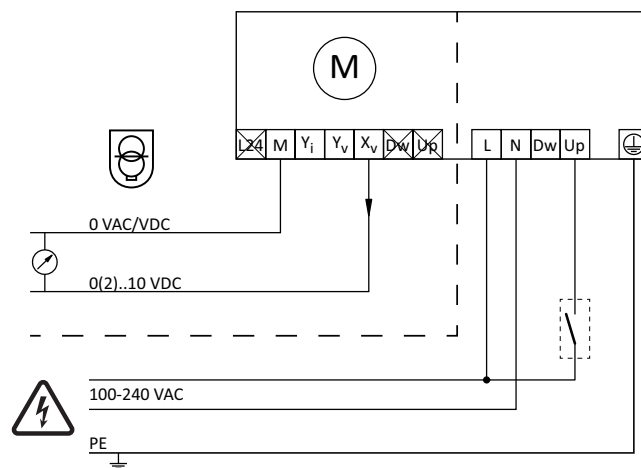 M
L24 M Yi Yv Xv Dw Up L N Dw Up
0 VAC/VDC
0(2)..10 VDC
100-240 VAC
PE